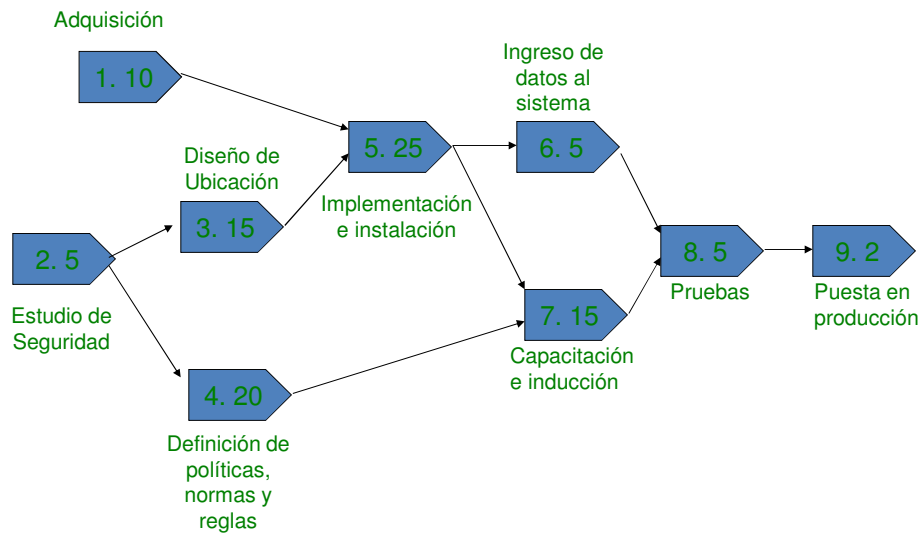 Adquisición
1. 10
Ingreso de
datos al
sistema
5. 25
6. 5
Diseño de
Ubicación
Implementación
e instalación
3. 15
2. 5
8. 5
9. 2
Estudio de
Seguridad
Pruebas
Puesta en
producción
7. 15
Capacitación
e inducción
4. 20
Definición de
políticas,
normas y
reglas